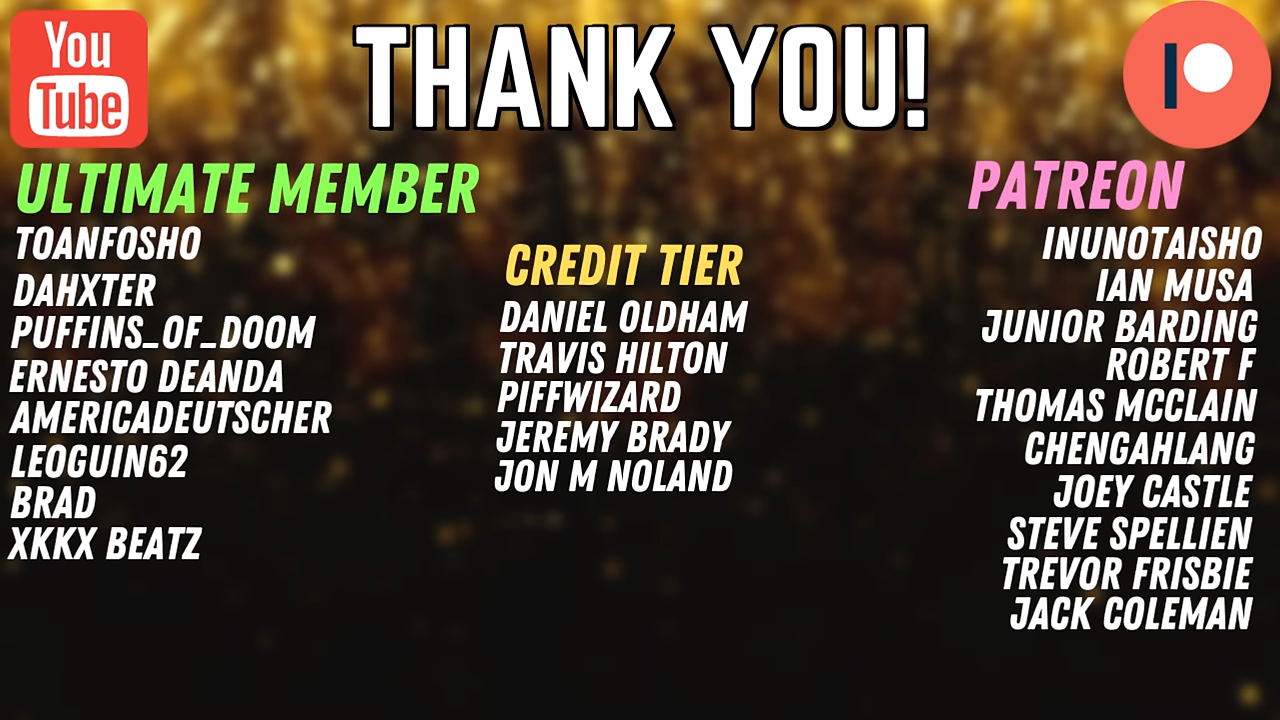 You
Tube
THANK YOU!
ULTIMATE MEMBER
TOANFOSHO
DAHXTER
PUFFINS_OF_DOOM
ERNESTO DEANDA
AMERICADEUTSCHER
LEOGUIN62
BRAD
XKKX BEATZ
CREDIT TIER
DANIEL OLDHAM
TRAVIS HILTON
PIFFWIZARD
JEREMY BRADY
JON M NOLAND
PATREON
INUNOTAISHO
IAN MUSA
JUNIOR BARDING
ROBERT F
THOMAS MCCLAIN
CHENGAHLANG
JOEY CASTLE
STEVE SPELLIEN
TREVOR FRISBIE
JACK COLEMAN